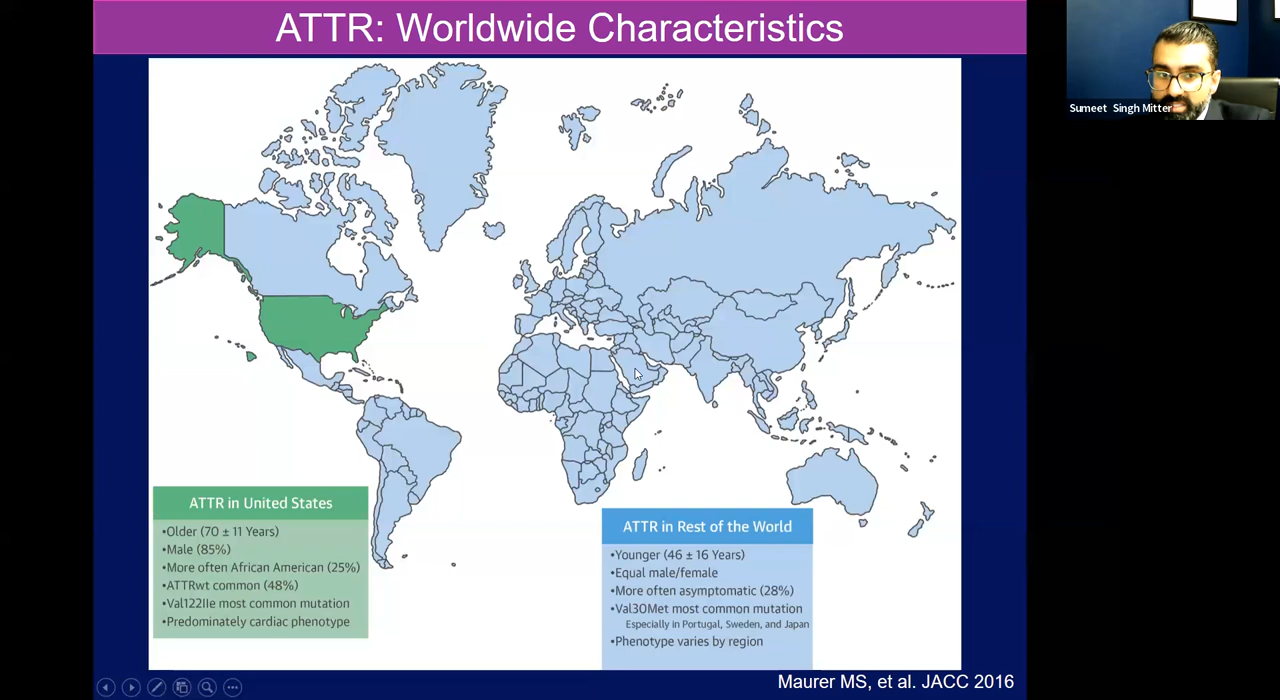 ATTR: Worldwide Characteristics
Sumeet Singh Mitter
ATTR in United States
•Older (70 ± 11 Years)
•Male (85%)
•More often African American (25%)
•ATTRwt common (48%)
•Val122Ile most common mutation
•Predominately cardiac phenotype
ATTR in Rest of the World
•Younger (46 ± 16 Years)
•Equal male/female
•More often asymptomatic (28%)
•Val30Met most common mutation
Especially in Portugal, Sweden, and Japan
•Phenotype varies by region
Maurer MS, et al. JACC 2016